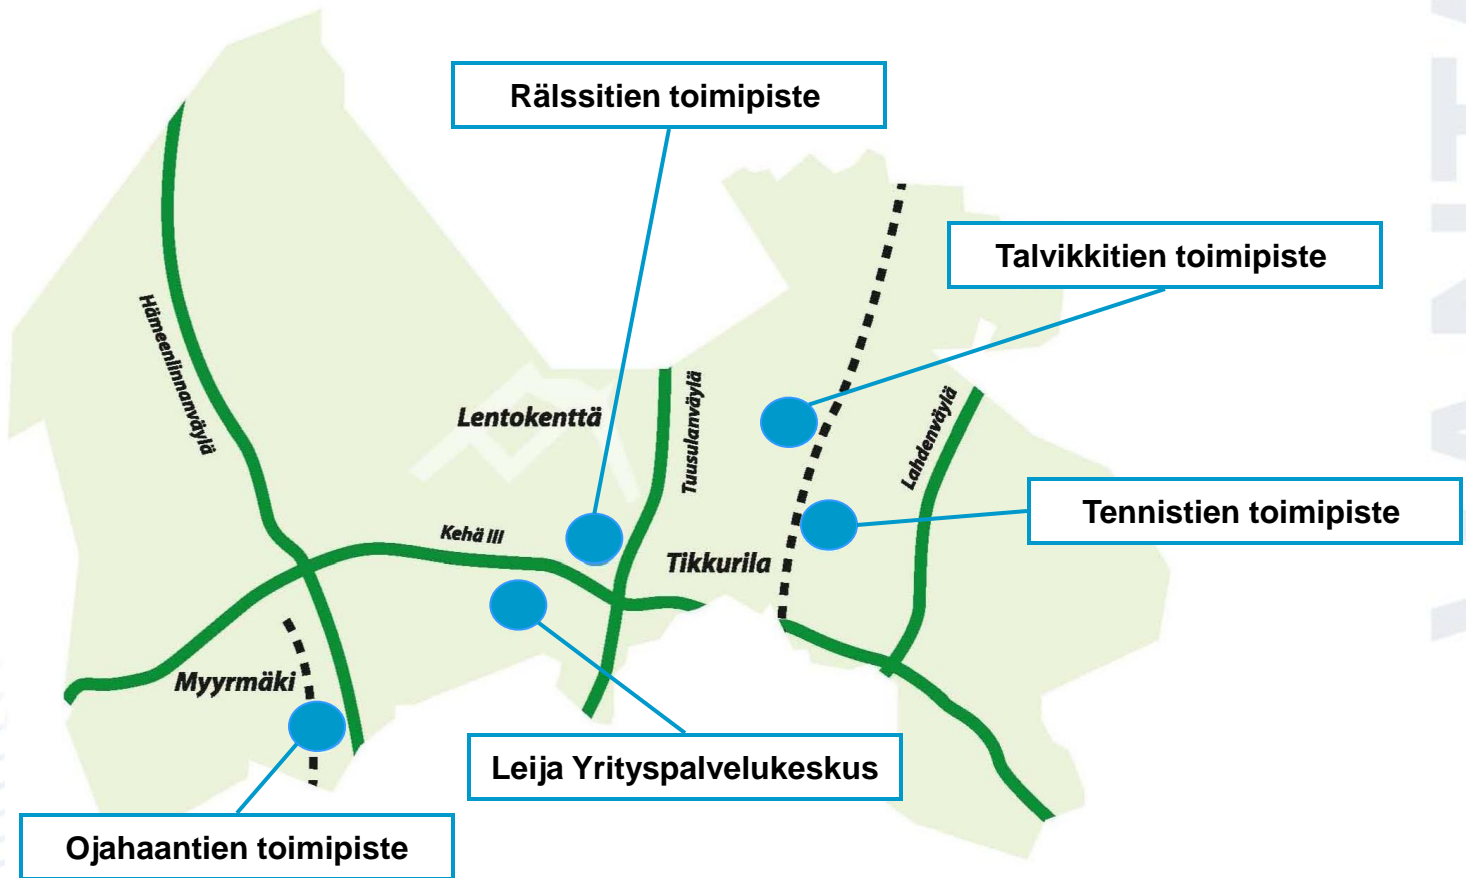 Rälssitien toimipiste
Talvikkitien toimipiste
Hämeenlinnanväylä
Lentokenttä
Tuusulanväylä
Lahdenväylä
Tennistien toimipiste
Kehä III
Tikkurila
Myyrmäki
Leija Yrityspalvelukeskus
Ojahaantien toimipiste